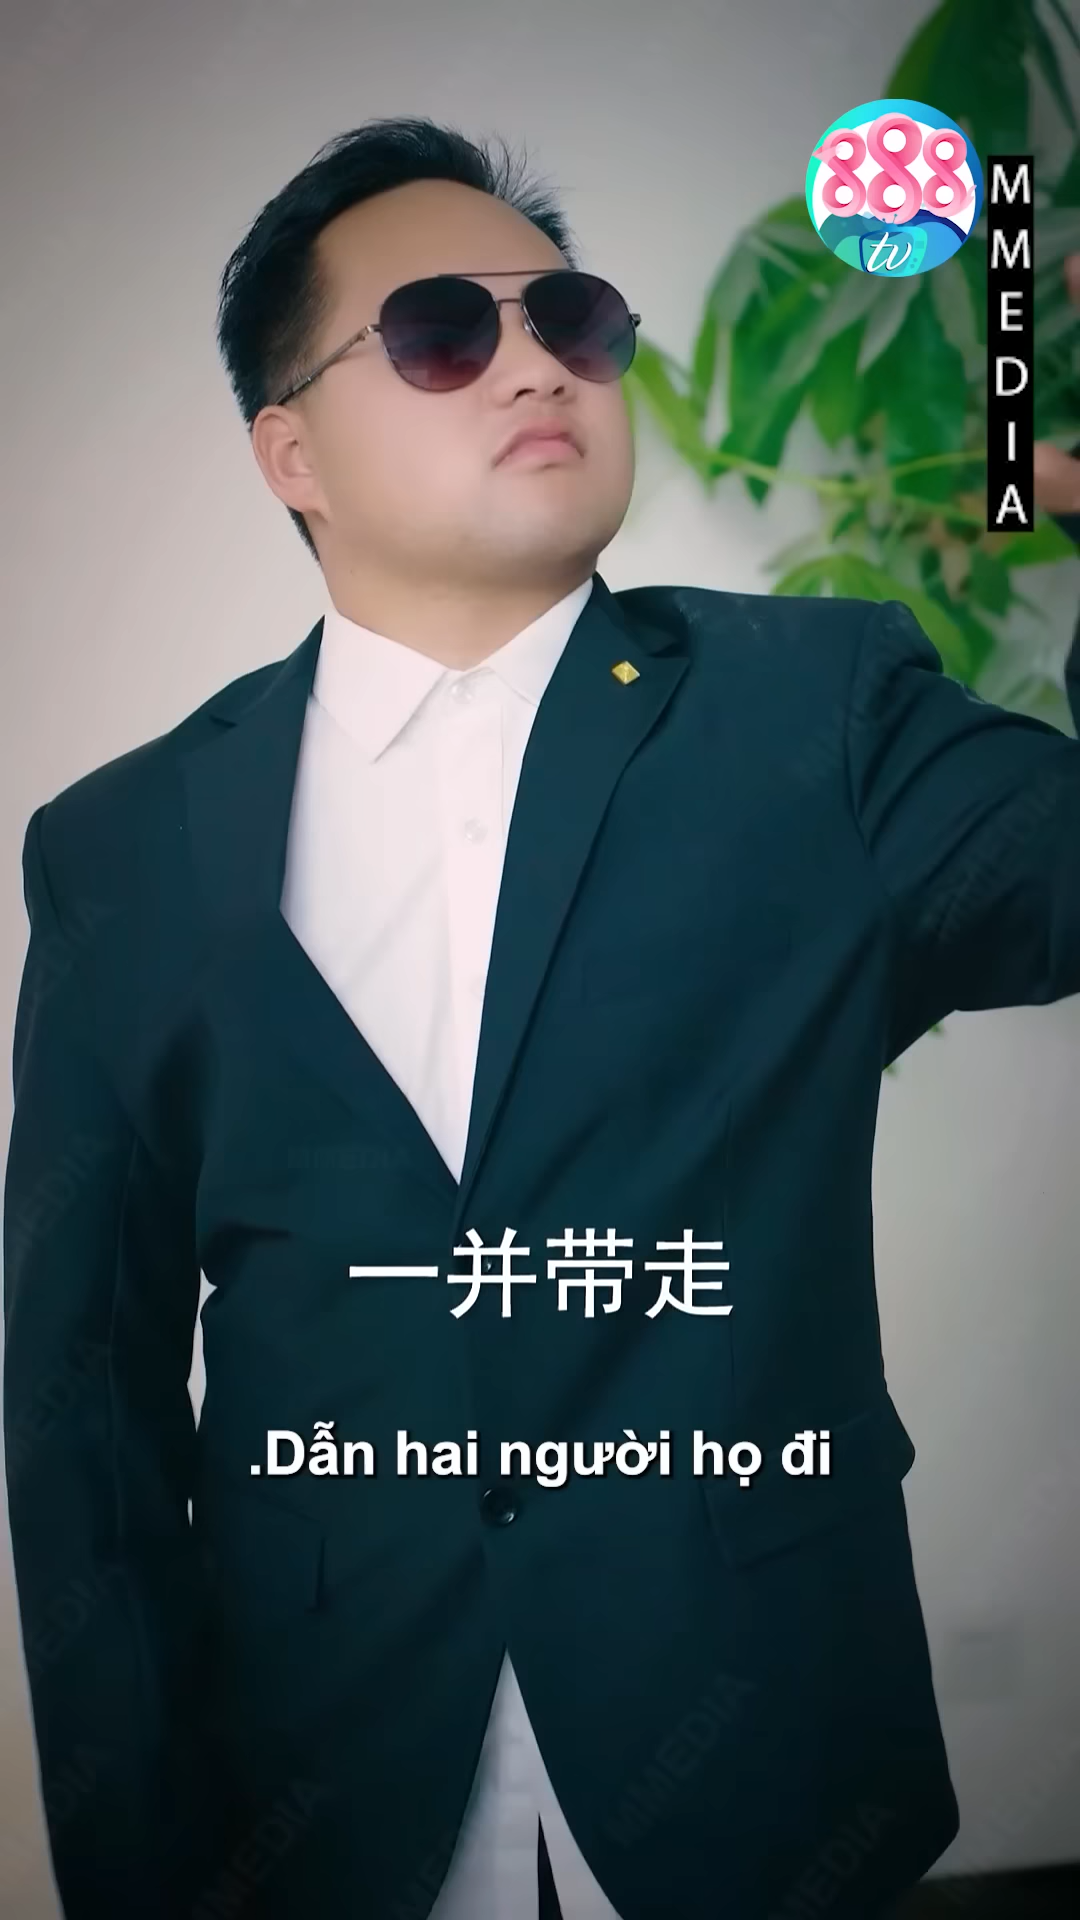 888
tv
MMEDIA
一并带走
.Dẫn hai người họ đi